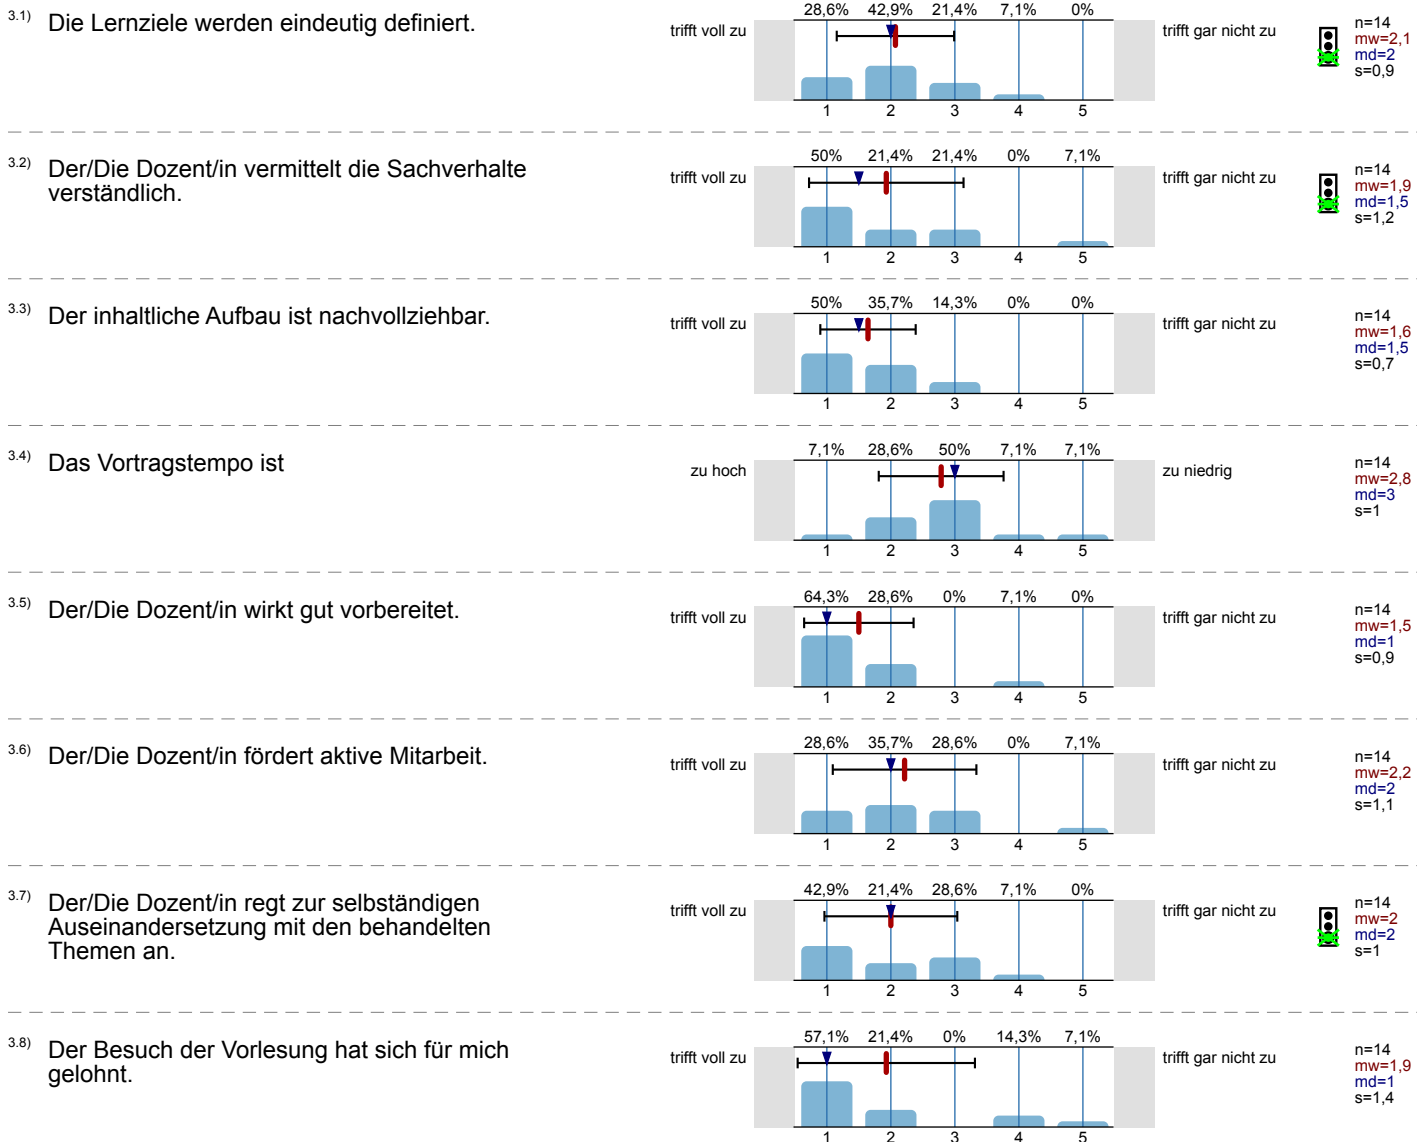 3.1) Die Lernziele werden eindeutig definiert.
28,6% 42,9% 21,4% 7,1% 0%
trifft voll zu
trifft gar nicht zu
1 2 3 4 5
n=14
mw=2,1
md=2
s=0,9
3.2) Der/Die Dozent/in vermittelt die Sachverhalte
verständlich.
50% 21,4% 21,4% 0% 7,1%
trifft voll zu
trifft gar nicht zu
1 2 3 4 5
n=14
mw=1,9
md=1,5
s=1,2
3.3) Der inhaltliche Aufbau ist nachvollziehbar.
50% 35,7% 14,3% 0% 0%
trifft voll zu
trifft gar nicht zu
1 2 3 4 5
n=14
mw=1,6
md=1,5
s=0,7
3.4) Das Vortragstempo ist
7,1% 28,6% 50% 7,1% 7,1%
zu hoch
zu niedrig
1 2 3 4 5
n=14
mw=2,8
md=3
s=1
3.5) Der/Die Dozent/in wirkt gut vorbereitet.
64,3% 28,6% 0% 7,1% 0%
trifft voll zu
trifft gar nicht zu
1 2 3 4 5
n=14
mw=1,5
md=1
s=0,9
3.6) Der/Die Dozent/in fördert aktive Mitarbeit.
28,6% 35,7% 28,6% 0% 7,1%
trifft voll zu
trifft gar nicht zu
1 2 3 4 5
n=14
mw=2,2
md=2
s=1,1
3.7) Der/Die Dozent/in regt zur selbständigen
Auseinandersetzung mit den behandelten
Themen an.
42,9% 21,4% 28,6% 7,1% 0%
trifft voll zu
trifft gar nicht zu
1 2 3 4 5
n=14
mw=2
md=2
s=1
3.8) Der Besuch der Vorlesung hat sich für mich
gelohnt.
57,1% 21,4% 0% 14,3% 7,1%
trifft voll zu
trifft gar nicht zu
1 2 3 4 5
n=14
mw=1,9
md=1
s=1,4